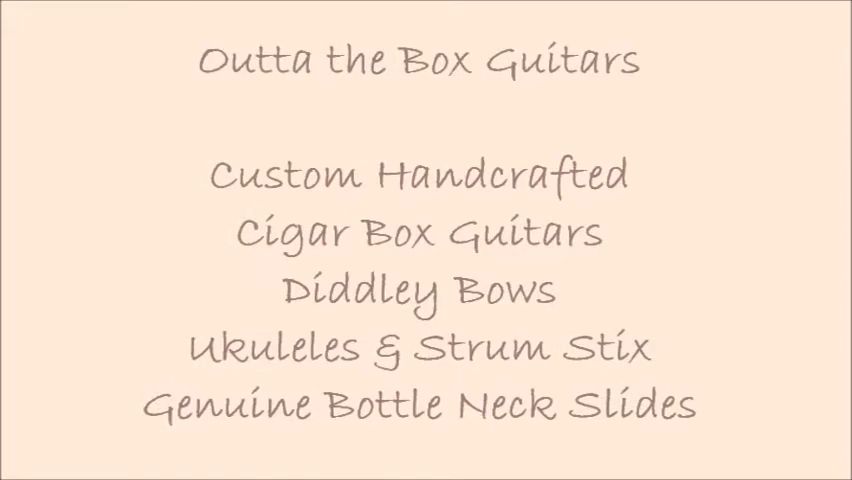 Outta the Box Guitars
Custom Handcrafted
Cigar Box Guitars
Diddley Bows
Ukuleles & Strum Stix
Genuine Bottle Neck Slides